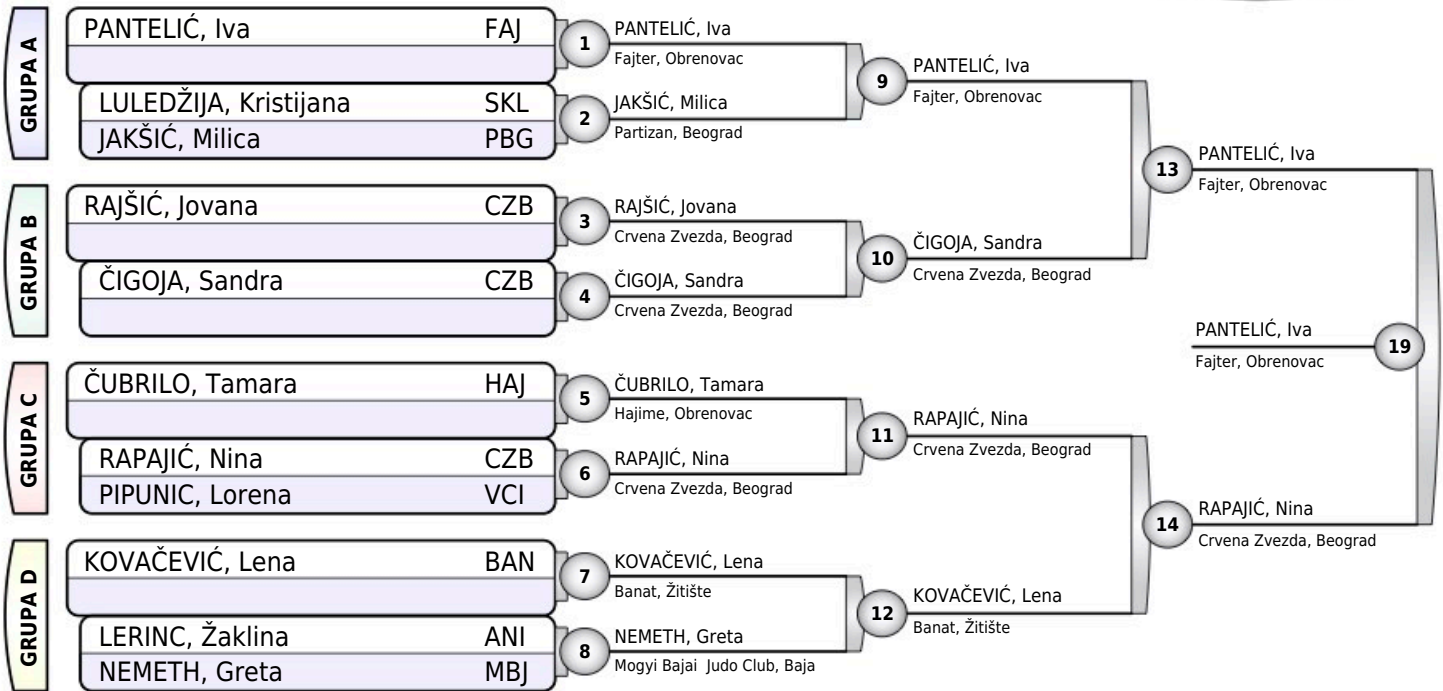 GRUPA A
PANTELIĆ, Iva FAJ
LULEDŽIJA, Kristijana SKL
JAKŠIĆ, Milica PBG
GRUPA B
RAJŠIĆ, Jovana CZB
ČIGOJA, Sandra CZB
GRUPA C
ČUBRILO, Tamara HAJ
RAPAJIĆ, Nina CZB
PIPUNIC, Lorena VCI
GRUPA D
KOVAČEVIĆ, Lena BAN
LERINC, Žaklina ANI
NEMETH, Greta MBJ
1
PANTELIĆ, Iva
Fajter, Obrenovac
2
JAKŠIĆ, Milica
Partizan, Beograd
3
RAJŠIĆ, Jovana
Crvena Zvezda, Beograd
4
ČIGOJA, Sandra
Crvena Zvezda, Beograd
5
ČUBRILO, Tamara
Hajime, Obrenovac
6
RAPAJIĆ, Nina
Crvena Zvezda, Beograd
7
KOVAČEVIĆ, Lena
Banat, Žitište
8
NEMETH, Greta
Mogyi Bajai Judo Club, Baja
9
PANTELIĆ, Iva
Fajter, Obrenovac
10
ČIGOJA, Sandra
Crvena Zvezda, Beograd
11
RAPAJIĆ, Nina
Crvena Zvezda, Beograd
12
KOVAČEVIĆ, Lena
Banat, Žitište
13
PANTELIĆ, Iva
Fajter, Obrenovac
14
RAPAJIĆ, Nina
Crvena Zvezda, Beograd
PANTELIĆ, Iva
Fajter, Obrenovac
19